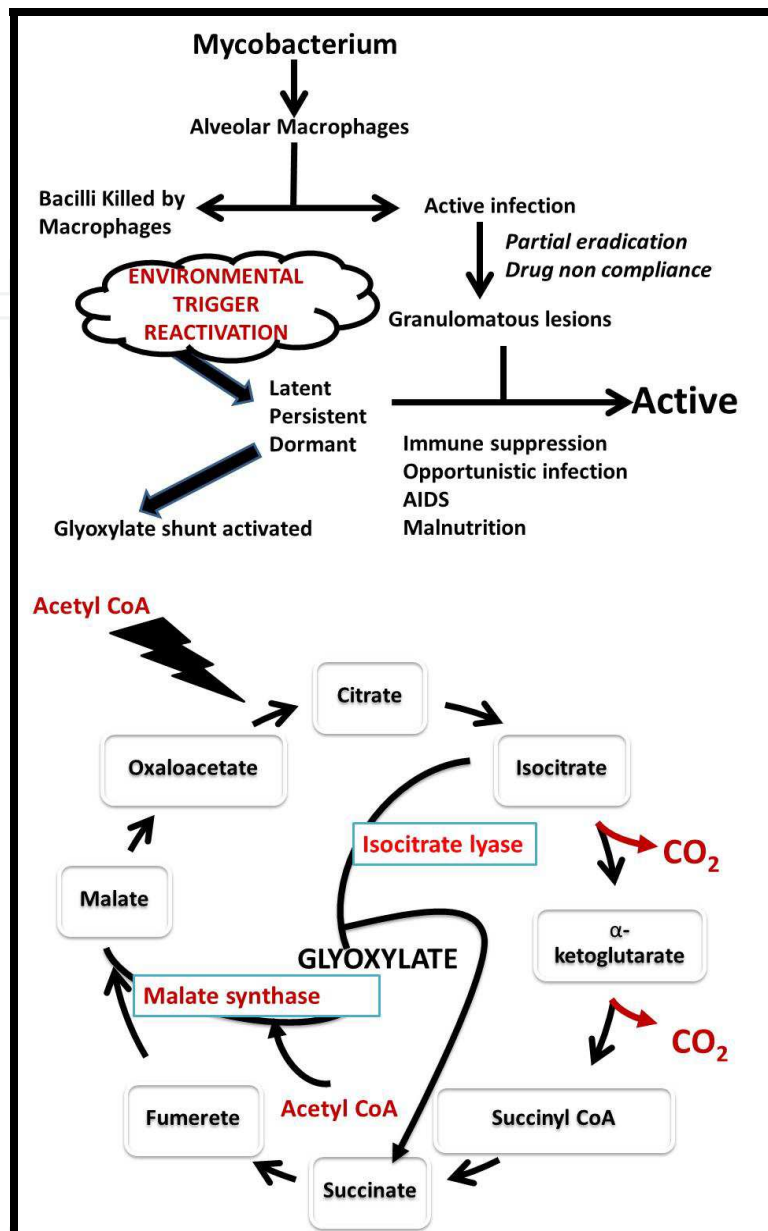 Mycobacterium
Alveolar Macrophages
Bacilli Killed by
Macrophages
Active infection
Partial eradication
Drug non compliance
ENVIRONMENTAL
TRIGGER
REACTIVATION
Granulomatous lesions
Latent
Persistent
Dormant
Active
Immune suppression
Opportunistic infection
AIDS
Malnutrition
Glyoxylate shunt activated
Acetyl CoA
Citrate
Oxaloacetate
Isocitrate
Isocitrate lyase
CO₂
Malate
α-
ketoglutarate
GLYOXYLATE
Malate synthase
CO₂
Acetyl CoA
Fumerete
Succinyl CoA
Succinate